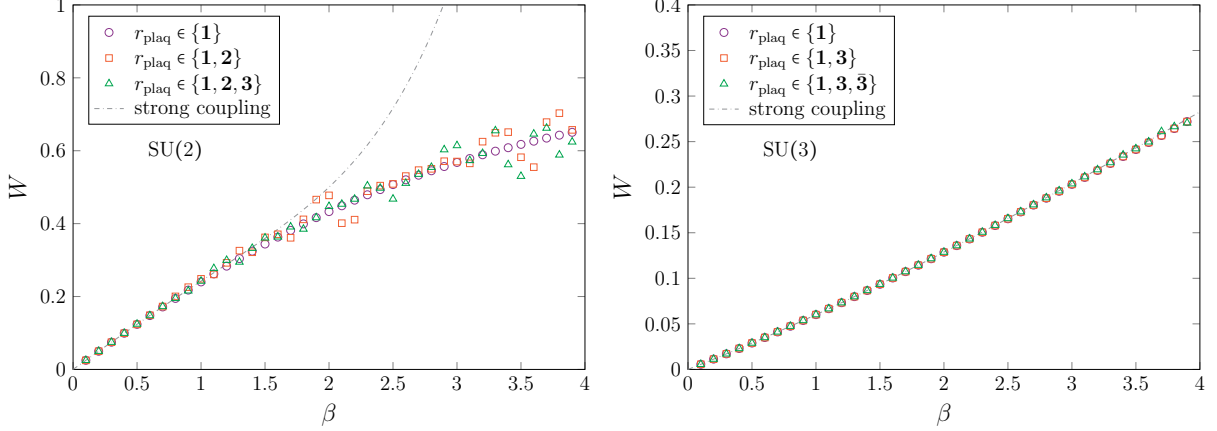 1
0.8
0.6
0.4
0.2
0
W
r_plaq ∈ {1}
r_plaq ∈ {1, 2}
r_plaq ∈ {1, 2, 3}
strong coupling
SU(2)
0 0.5 1 1.5 2 2.5 3 3.5 4
β
0.4
0.35
0.3
0.25
0.2
0.15
0.1
0.05
0
W
r_plaq ∈ {1}
r_plaq ∈ {1, 3}
r_plaq ∈ {1, 3, 3̄}
strong coupling
SU(3)
0 0.5 1 1.5 2 2.5 3 3.5 4
β